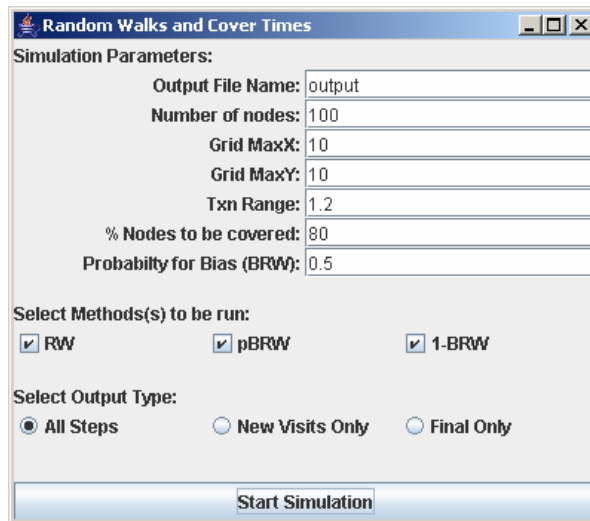 Random Walks and Cover Times
Simulation Parameters:
Output File Name: output
Number of nodes: 100
Grid MaxX: 10
Grid MaxY: 10
Txn Range: 1.2
% Nodes to be covered: 80
Probabilty for Bias (BRW): 0.5
Select Methods(s) to be run:
RW pBRW 1-BRW
Select Output Type:
All Steps New Visits Only Final Only
Start Simulation